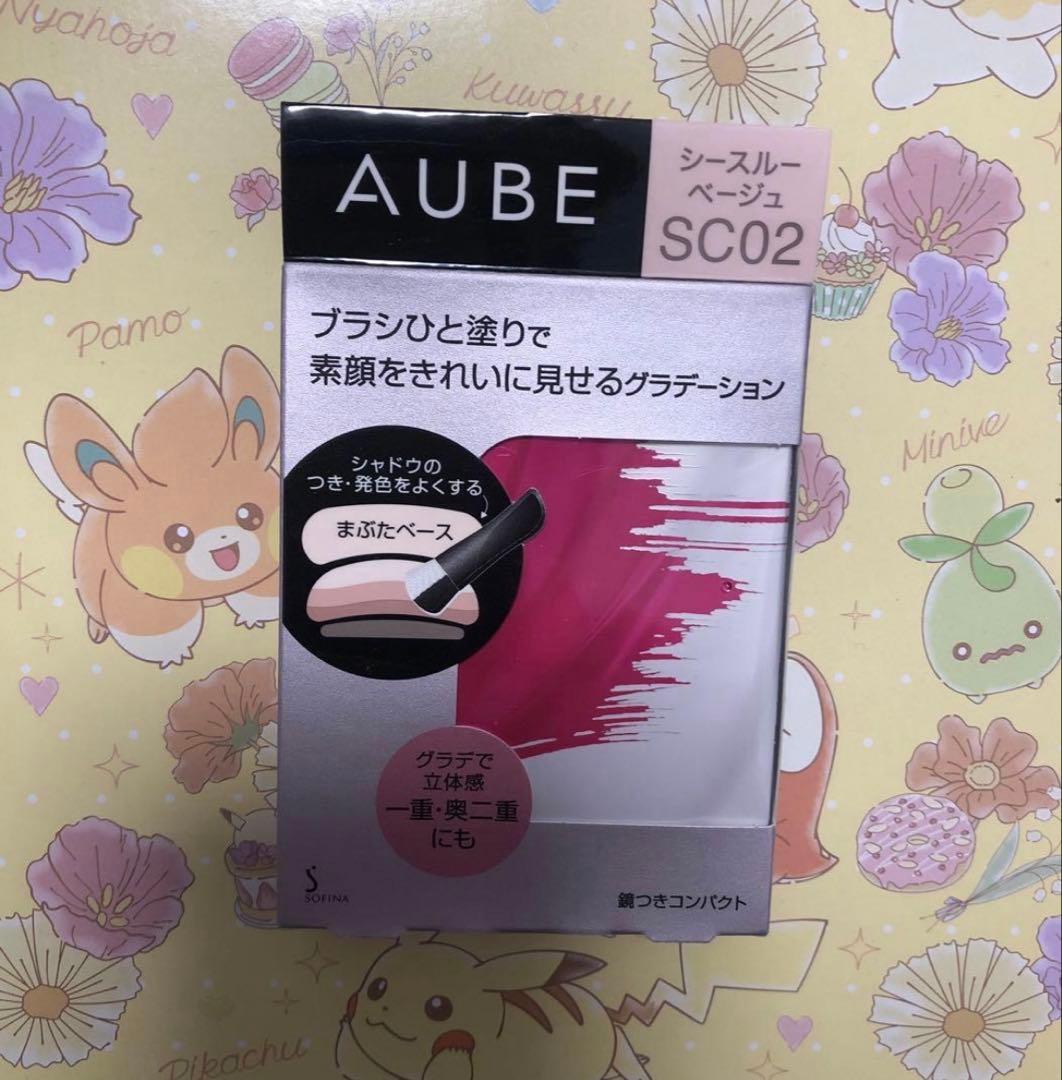 Nyahoja
Kuwassu
AUBE
シースルー
ベージュ
SC02
Pamo
ブラシひと塗りで
素顔をきれいに見せるグラデーション
Minive
シャドウの
つき・発色をよくする
まぶたベース
グラデで
立体感
一重・奥二重
にも
SOFINA
鏡つきコンパクト
Pikachu